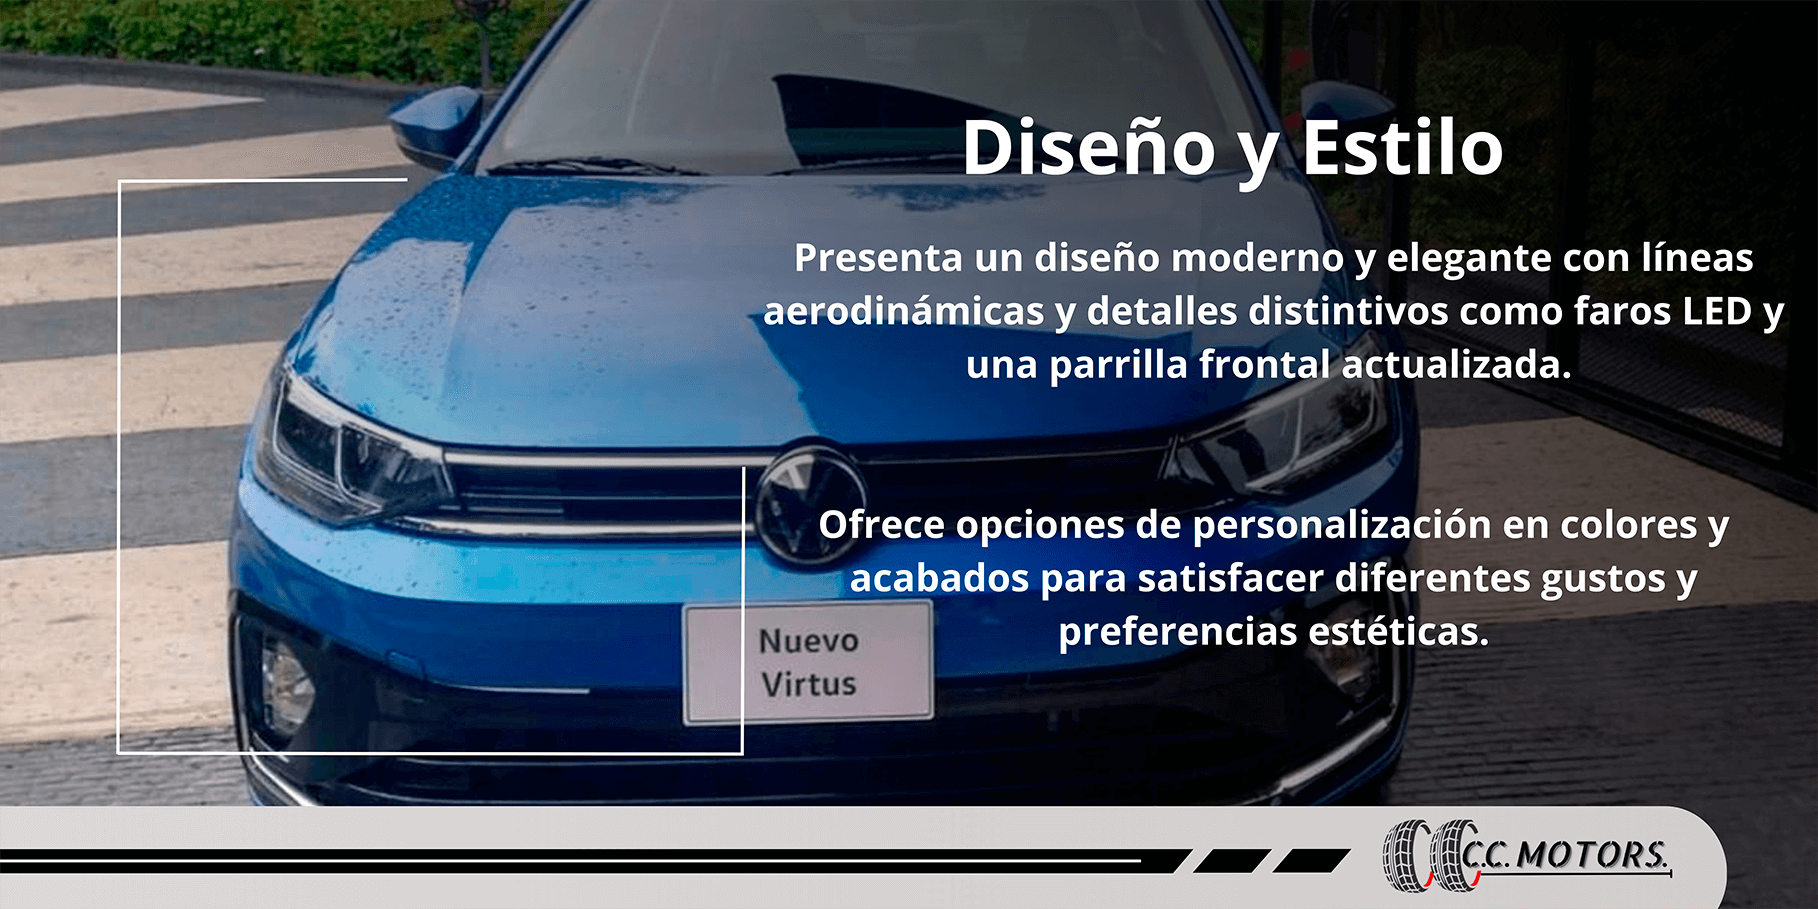 Diseño y Estilo
Presenta un diseño moderno y elegante con líneas
aerodinámicas y detalles distintivos como faros LED y
una parrilla frontal actualizada.
Ofrece opciones de personalización en colores y
acabados para satisfacer diferentes gustos y
preferencias estéticas.
Nuevo
Virtus
C.C. MOTORS.